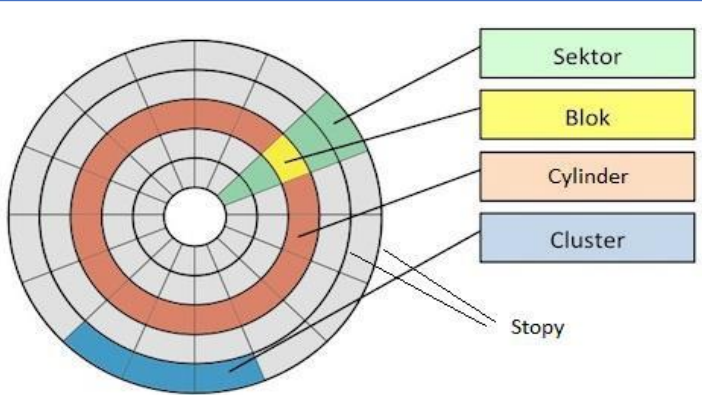 Sektor
Blok
Cylinder
Cluster
Stopy